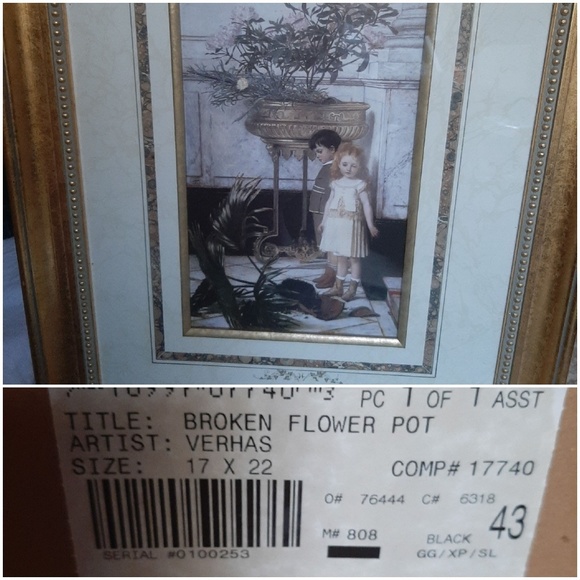 PC 1 OF 1 ASST
TITLE: BROKEN FLOWER POT
ARTIST: VERHAS
SIZE: 17 X 22 COMP# 17740
O# 76444 C# 6318
M# 808 BLACK 43
SERIAL #0100253 GG/XP/SL